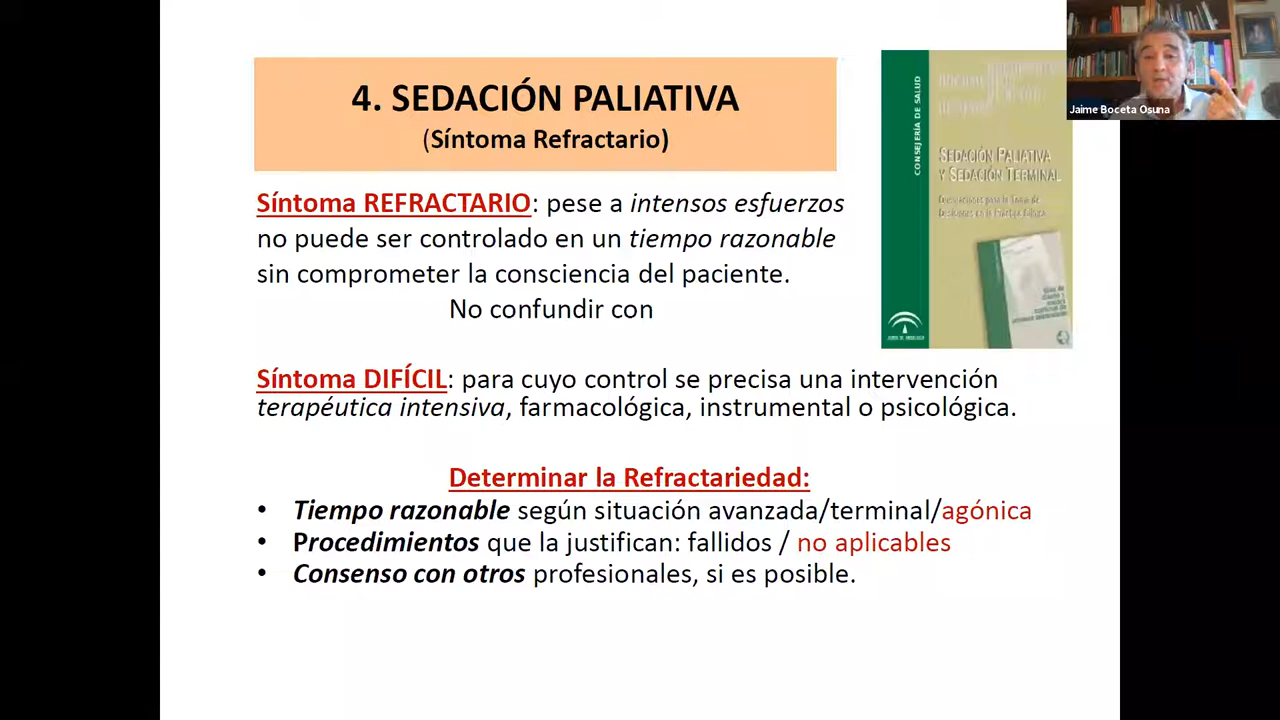 4. SEDACIÓN PALIATIVA
(Síntoma Refractario)
Síntoma REFRACTARIO: pese a intensos esfuerzos
no puede ser controlado en un tiempo razonable
sin comprometer la consciencia del paciente.
No confundir con
Síntoma DIFÍCIL: para cuyo control se precisa una intervención
terapéutica intensiva, farmacológica, instrumental o psicológica.
Determinar la Refractariedad:
• Tiempo razonable según situación avanzada/terminal/agónica
• Procedimientos que la justifican: fallidos / no aplicables
• Consenso con otros profesionales, si es posible.
CONSEJERÍA DE SALUD
SEDACIÓN PALIATIVA
Y SEDACIÓN TERMINAL
JUNTA DE ANDALUCIA
Jaime Boceta Osuna